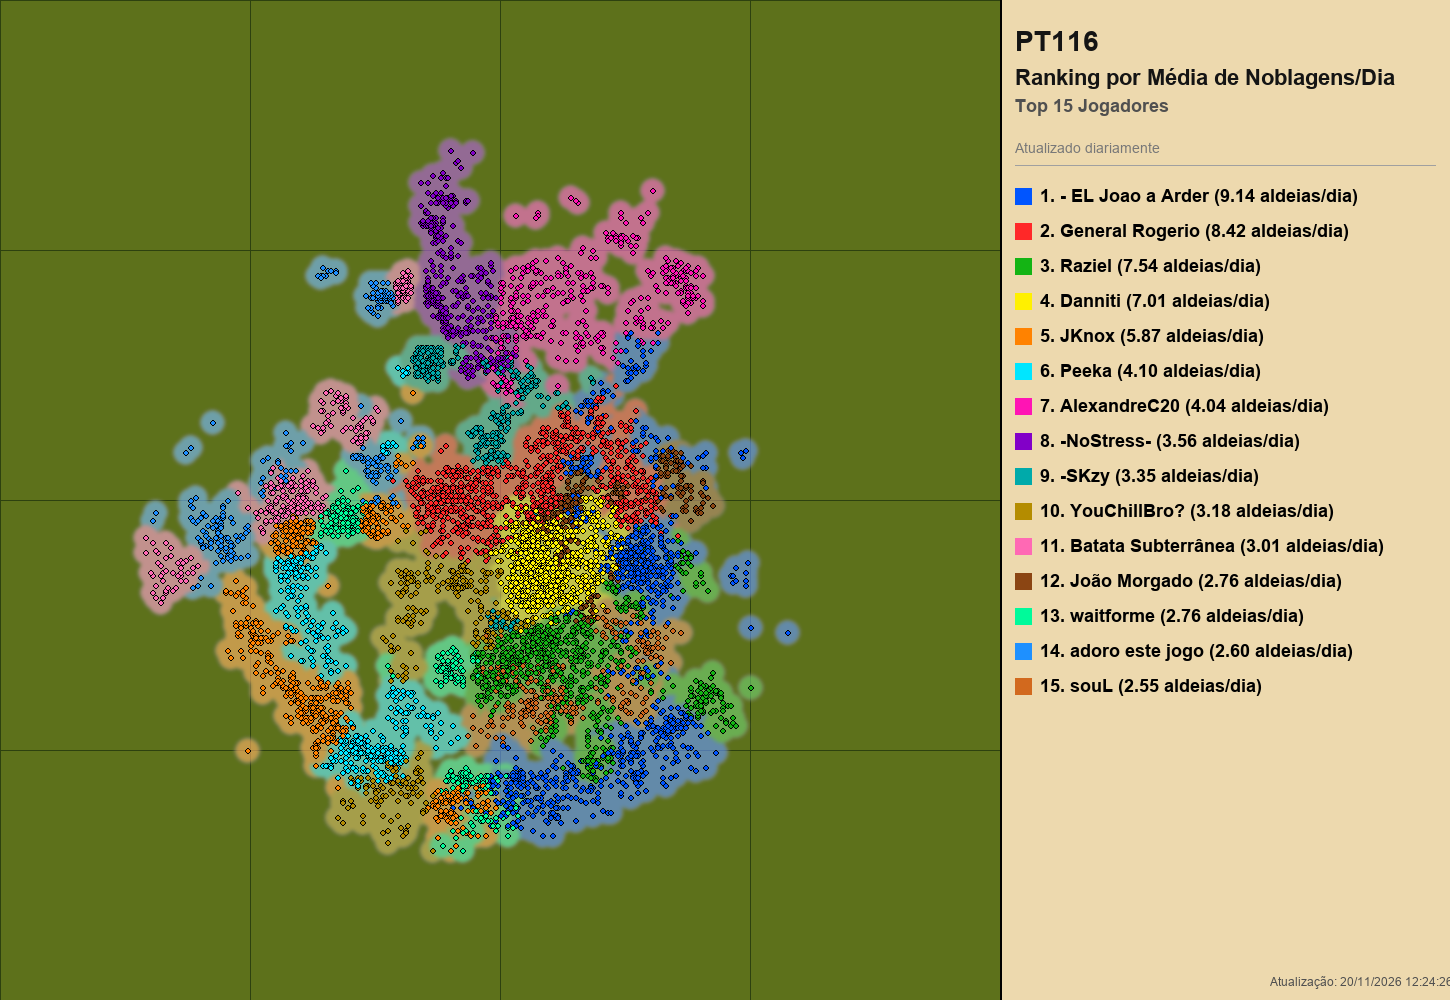 PT116
Ranking por Média de Noblagens/Dia
Top 15 Jogadores
Atualizado diariamente
1. - EL Joao a Arder (9.14 aldeias/dia)
2. General Rogerio (8.42 aldeias/dia)
3. Raziel (7.54 aldeias/dia)
4. Danniti (7.01 aldeias/dia)
5. JKnox (5.87 aldeias/dia)
6. Peeka (4.10 aldeias/dia)
7. AlexandreC20 (4.04 aldeias/dia)
8. -NoStress- (3.56 aldeias/dia)
9. -SKzy (3.35 aldeias/dia)
10. YouChillBro? (3.18 aldeias/dia)
11. Batata Subterrânea (3.01 aldeias/dia)
12. João Morgado (2.76 aldeias/dia)
13. waitforme (2.76 aldeias/dia)
14. adoro este jogo (2.60 aldeias/dia)
15. souL (2.55 aldeias/dia)
Atualização: 20/11/2026 12:24:26